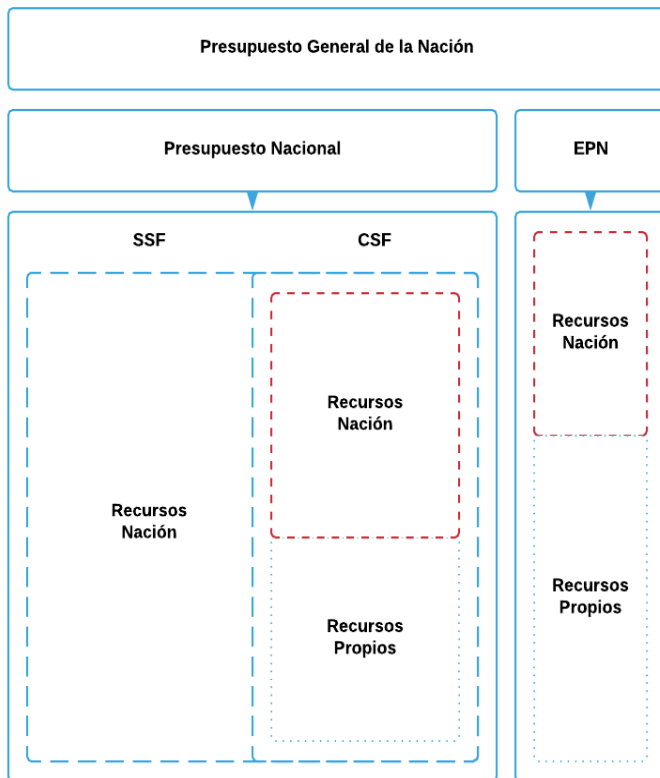 Presupuesto General de la Nación
Presupuesto Nacional
EPN
SSF
CSF
Recursos
Nación
Recursos
Nación
Recursos
Propios
Recursos
Nación
Recursos
Propios